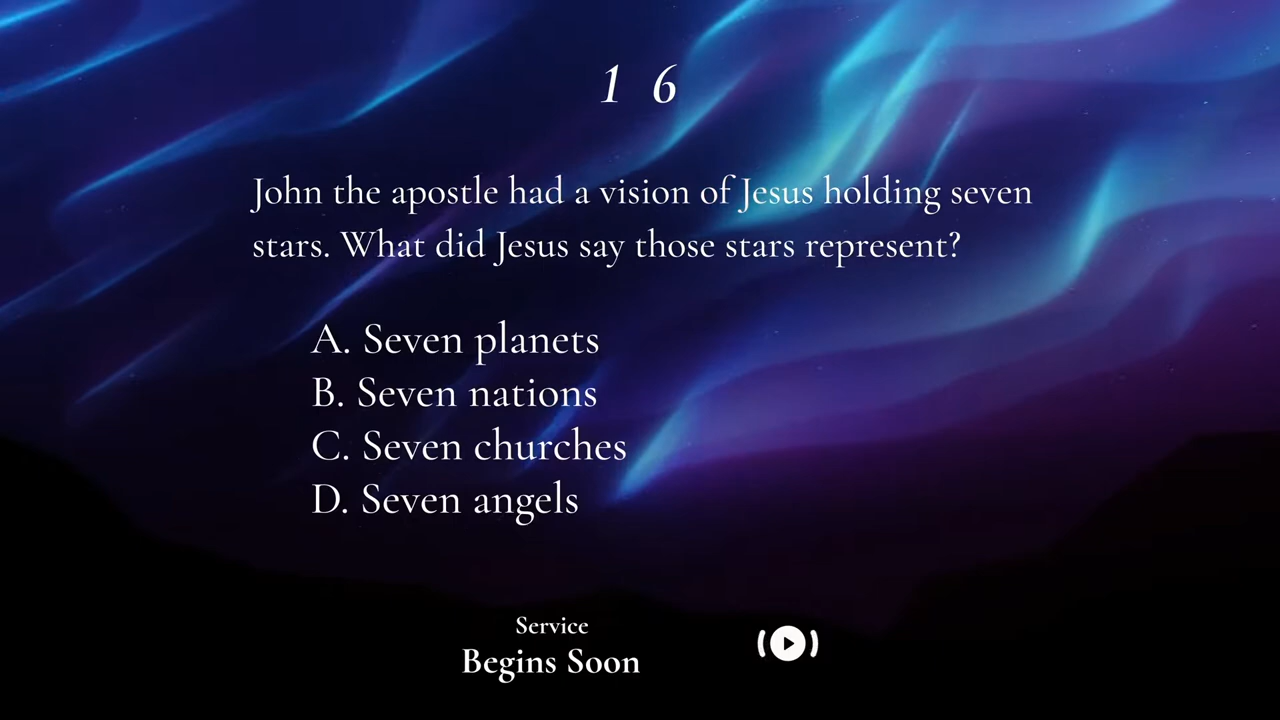 1 6
John the apostle had a vision of Jesus holding seven
stars. What did Jesus say those stars represent?
A. Seven planets
B. Seven nations
C. Seven churches
D. Seven angels
Service
Begins Soon